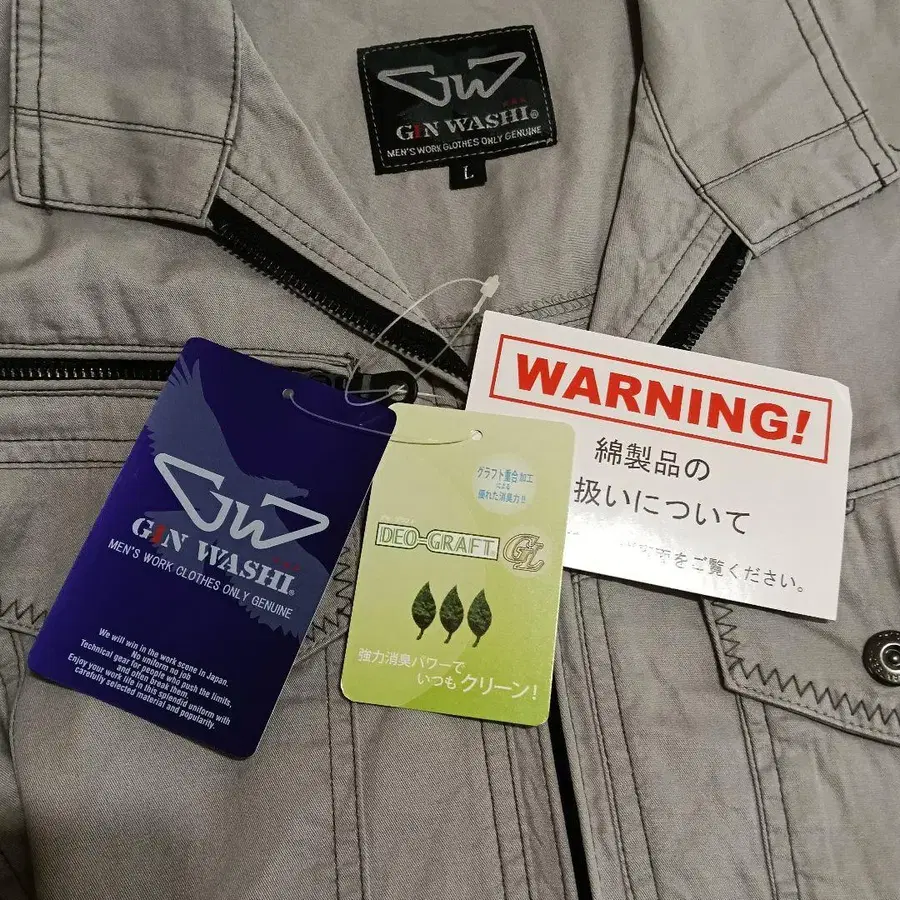 GW
GIN WASHI®
MEN'S WORK CLOTHES ONLY GENUINE
L
GW
GIN WASHI®
MEN'S WORK CLOTHES ONLY GENUINE
We will win in the work scene in Japan.
No uniform no job
Technical gear for people who push the limits,
and often break them.
Enjoy your work life in this splendid uniform with
carefully selected material and popularity.
グラフト重合加工
による
優れた消臭力!!
DEO-GRAFT
GL
強力消臭パワーで
いつもクリーン!
WARNING!
綿製品の
扱いについて
をご覧ください。